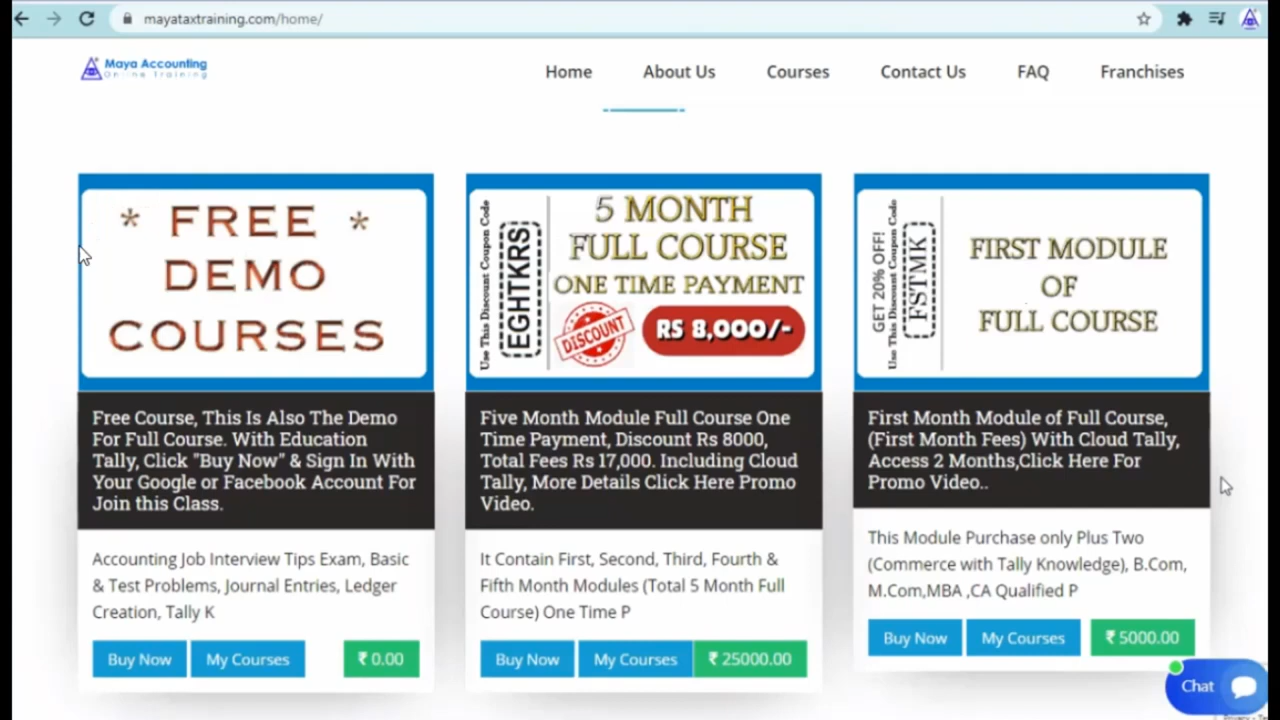 mayataxtraining.com/home/
Maya Accounting
Online Training
Home
About Us
Courses
Contact Us
FAQ
Franchises
* FREE *
DEMO
COURSES
Free Course, This Is Also The Demo
For Full Course. With Education
Tally, Click "Buy Now" & Sign In With
Your Google or Facebook Account For
Join this Class.
Accounting Job Interview Tips Exam, Basic
& Test Problems, Journal Entries, Ledger
Creation, Tally K
Buy Now
My Courses
₹ 0.00
Use This Discount Coupon Code
EGHTKRS
5 MONTH
FULL COURSE
ONE TIME PAYMENT
DISCOUNT
RS 8,000/-
Five Month Module Full Course One
Time Payment, Discount Rs 8000,
Total Fees Rs 17,000. Including Cloud
Tally, More Details Click Here Promo
Video.
It Contain First, Second, Third, Fourth &
Fifth Month Modules (Total 5 Month Full
Course) One Time P
Buy Now
My Courses
₹ 25000.00
GET 20% OFF!
Use This Discount Coupon Code
FSTMK
FIRST MODULE
OF
FULL COURSE
First Month Module of Full Course,
(First Month Fees) With Cloud Tally,
Access 2 Months,Click Here For
Promo Video..
This Module Purchase only Plus Two
(Commerce with Tally Knowledge), B.Com,
M.Com,MBA ,CA Qualified P
Buy Now
My Courses
₹ 5000.00
Chat